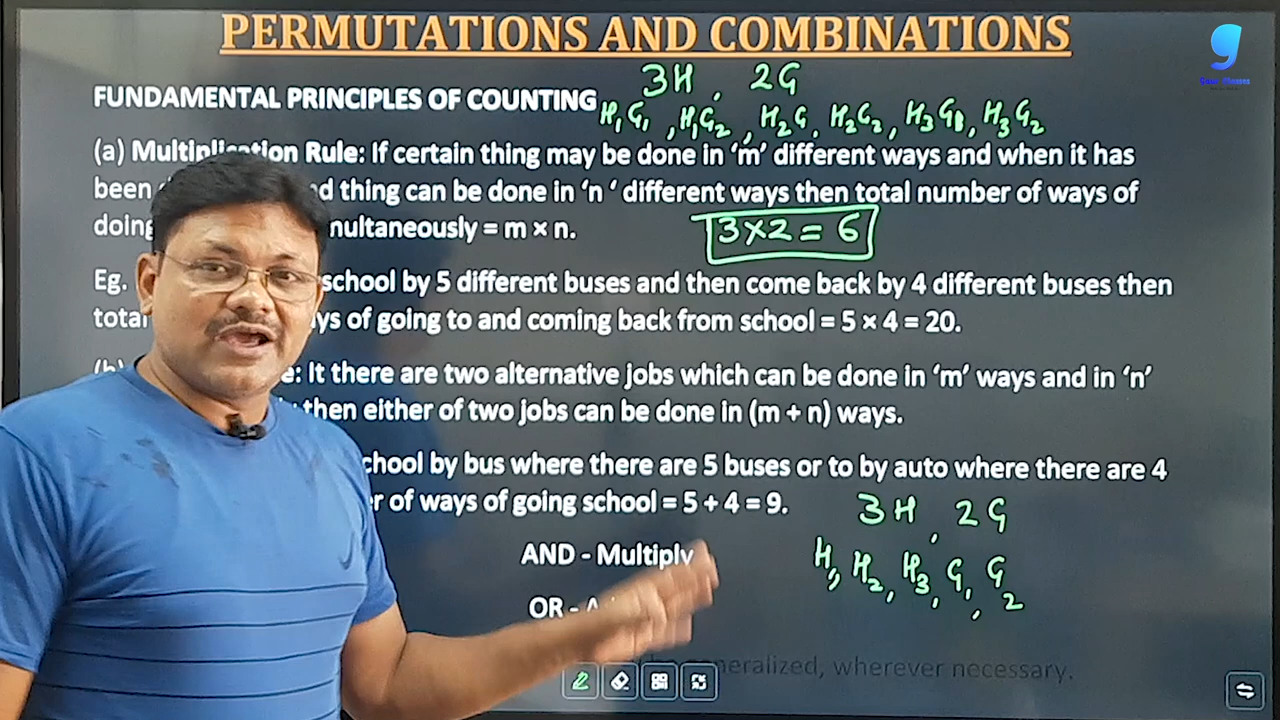 PERMUTATIONS AND COMBINATIONS
3H, 2G
FUNDAMENTAL PRINCIPLES OF COUNTING
H₁G₁, H₁G₂, H₂G, H₂G₂, H₃G₁, H₃G₂
(a) Multiplication Rule: If certain thing may be done in ‘m’ different ways and when it has
been d thing can be done in ‘n ‘ different ways then total number of ways of
doing multaneously = m × n.
3×2 = 6
Eg. school by 5 different buses and then come back by 4 different buses then
total ys of going to and coming back from school = 5 × 4 = 20.
(b) e: It there are two alternative jobs which can be done in ‘m’ ways and in ‘n’
then either of two jobs can be done in (m + n) ways.
chool by bus where there are 5 buses or to by auto where there are 4
r of ways of going school = 5 + 4 = 9.
3H, 2G
AND - Multiply
H₁, H₂, H₃, G₁, G₂
OR - A
neralized, wherever necessary.